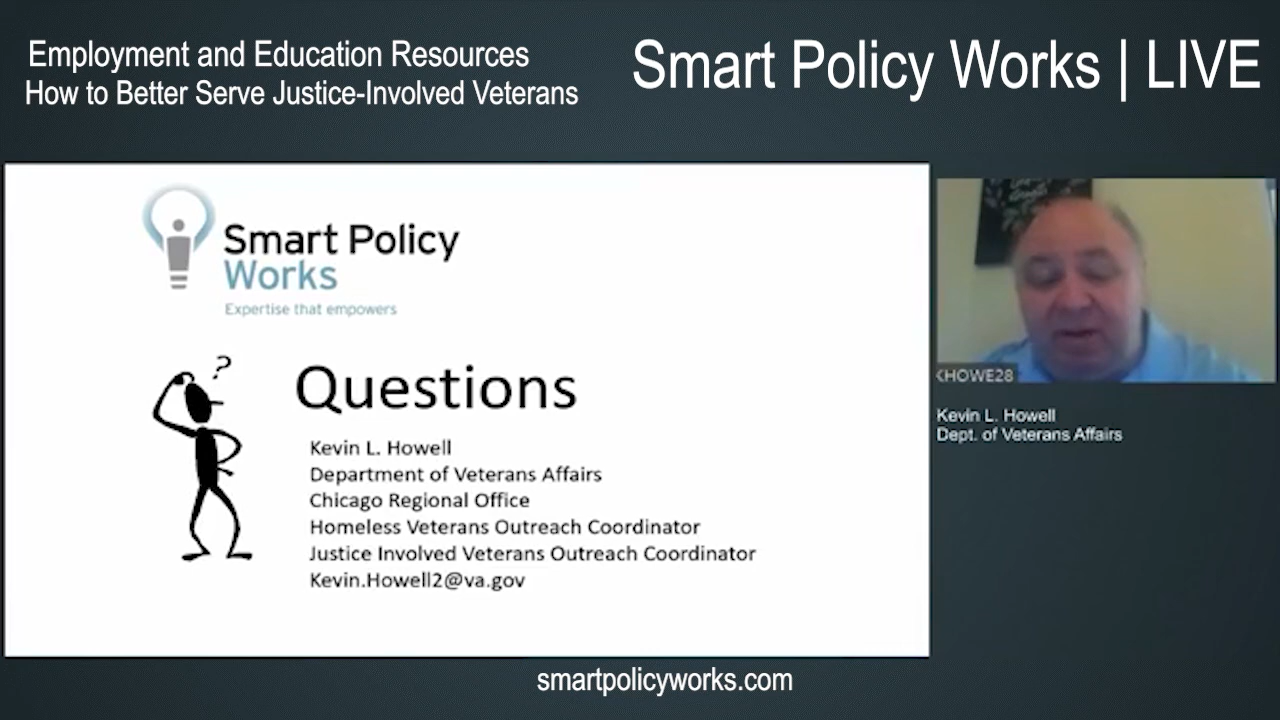 Employment and Education Resources
How to Better Serve Justice-Involved Veterans
Smart Policy Works | LIVE
Smart Policy
Works
Expertise that empowers
?
Questions
Kevin L. Howell
Department of Veterans Affairs
Chicago Regional Office
Homeless Veterans Outreach Coordinator
Justice Involved Veterans Outreach Coordinator
Kevin.Howell2@va.gov
KHOWE28
Kevin L. Howell
Dept. of Veterans Affairs
smartpolicyworks.com